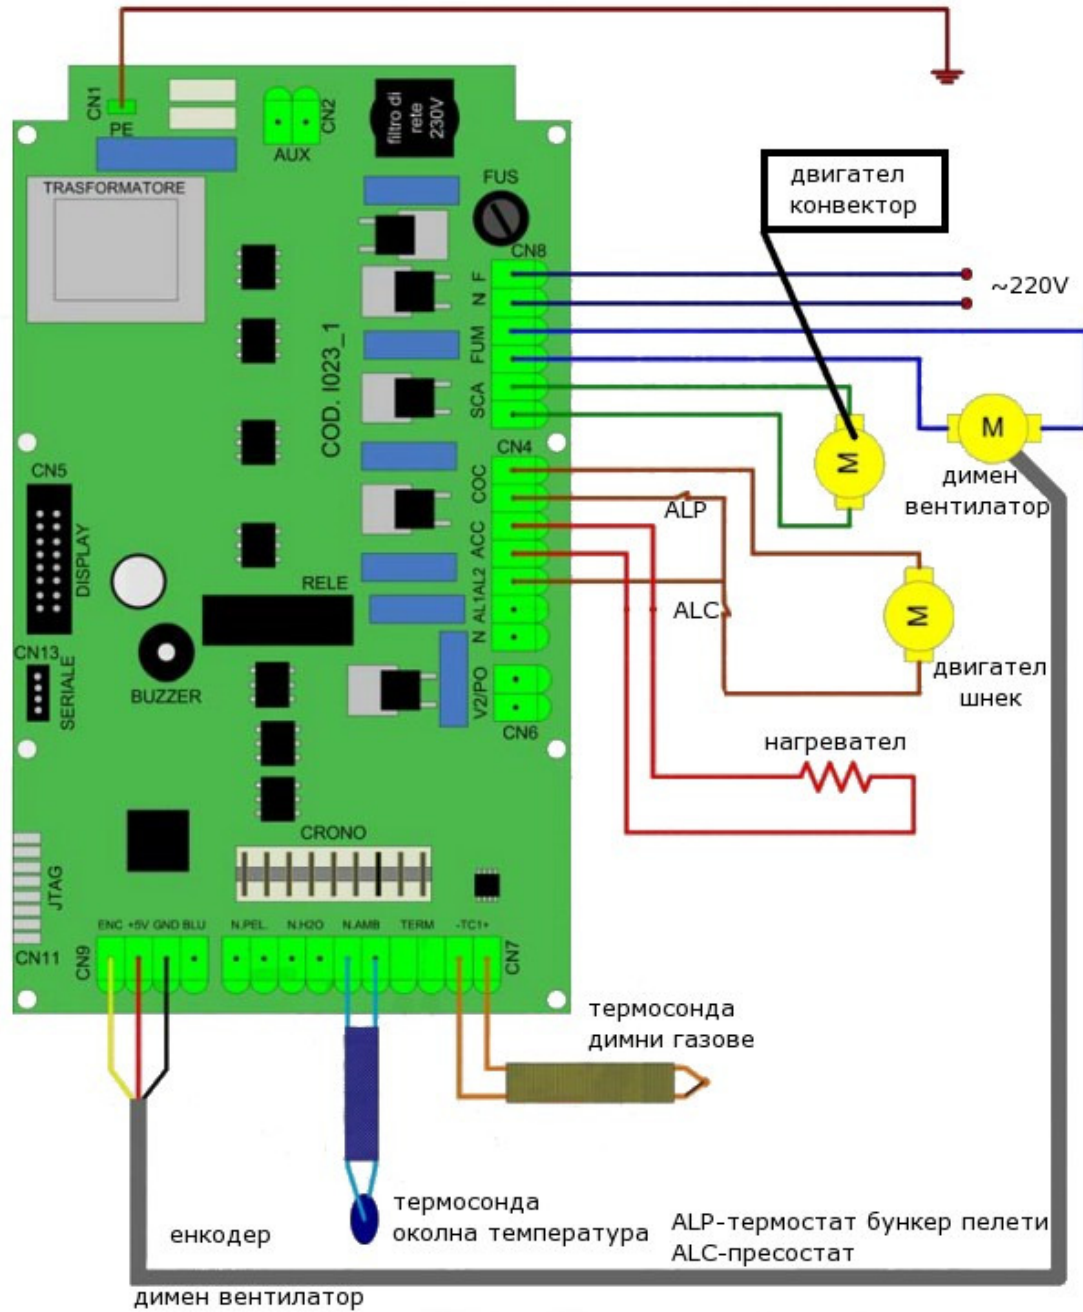 CN1
PE
AUX
CN2
filtro di
rete
230V
TRASFORMATORE
FUS
двигател
конвектор
CN8
F
N
FUM
SCA
~220V
COD. I023_1
M
M
димен
вентилатор
CN4
COC
ACC
AL1AL2
N
ALP
ALC
M
двигател
шнек
CN5
DISPLAY
RELE
CN13
SERIALE
BUZZER
V2/PO
CN6
нагревател
CRONO
JTAG
CN11
ENC +5V GND BLU
N.PEL. N.H2O N.AMB TERM -TC1+
CN9
CN7
термосонда
димни газове
термосонда
околна температура
енкодер
ALP-термостат бункер пелети
ALC-пресостат
димен вентилатор